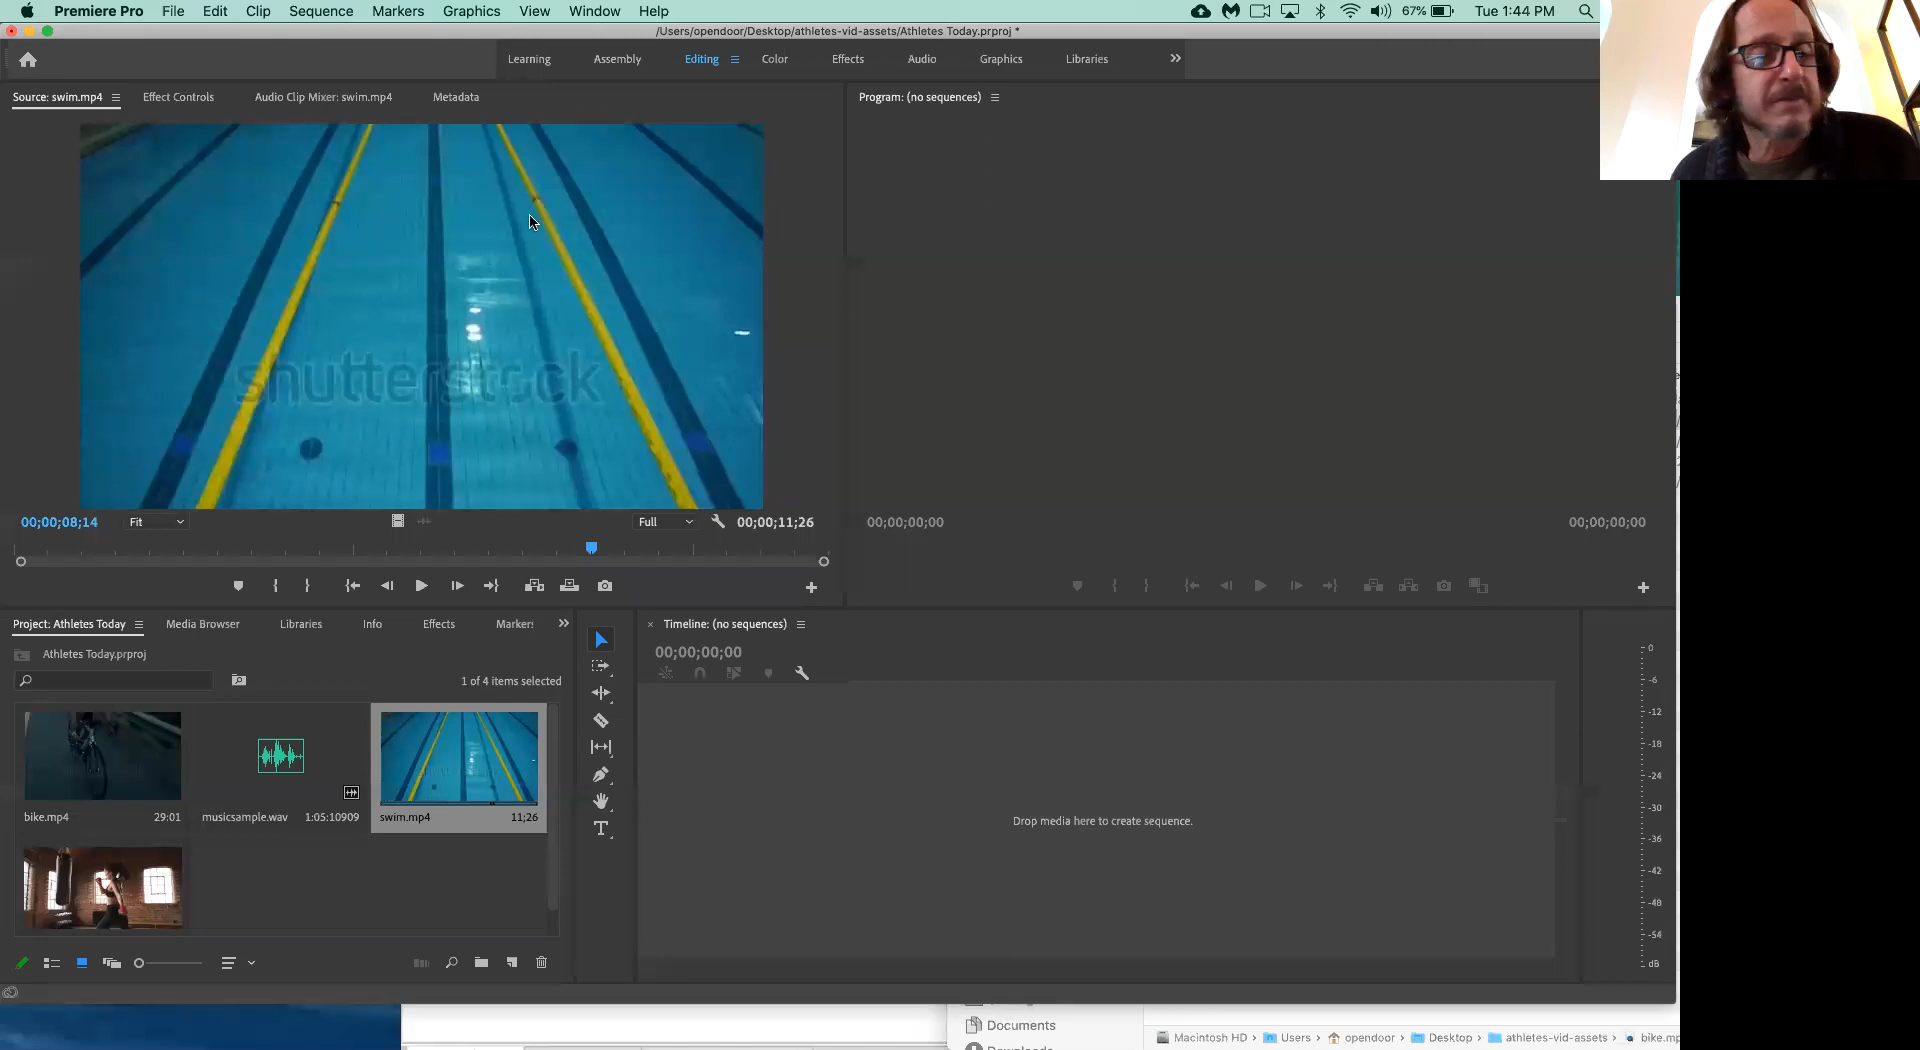 Premiere Pro File Edit Clip Sequence Markers Graphics View Window Help 67% Tue 1:44 PM
/Users/opendoor/Desktop/athletes-vid-assets/Athletes Today.prproj *
Learning Assembly Editing Color Effects Audio Graphics Libraries
Source: swim.mp4 Effect Controls Audio Clip Mixer: swim.mp4 Metadata Program: (no sequences)
shutterstock
00;00;08;14 Fit Full 00;00;11;26 00;00;00;00 00;00;00;00
Project: Athletes Today Media Browser Libraries Info Effects Markers
Timeline: (no sequences)
Athletes Today.prproj
00;00;00;00
1 of 4 items selected
bike.mp4 29:01 musicsample.wav 1:05:10909 swim.mp4 11;26
Drop media here to create sequence.
0
-6
-12
-18
-24
-30
-36
-42
-48
-54
dB
Documents
Macintosh HD Users opendoor Desktop athletes-vid-assets